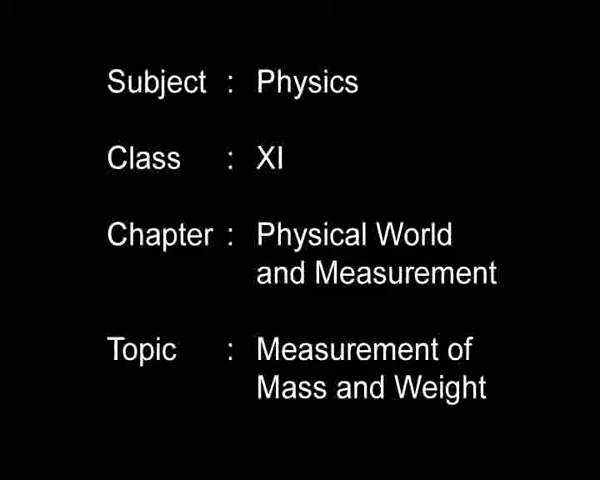 Subject : Physics
Class : XI
Chapter : Physical World
and Measurement
Topic : Measurement of
Mass and Weight